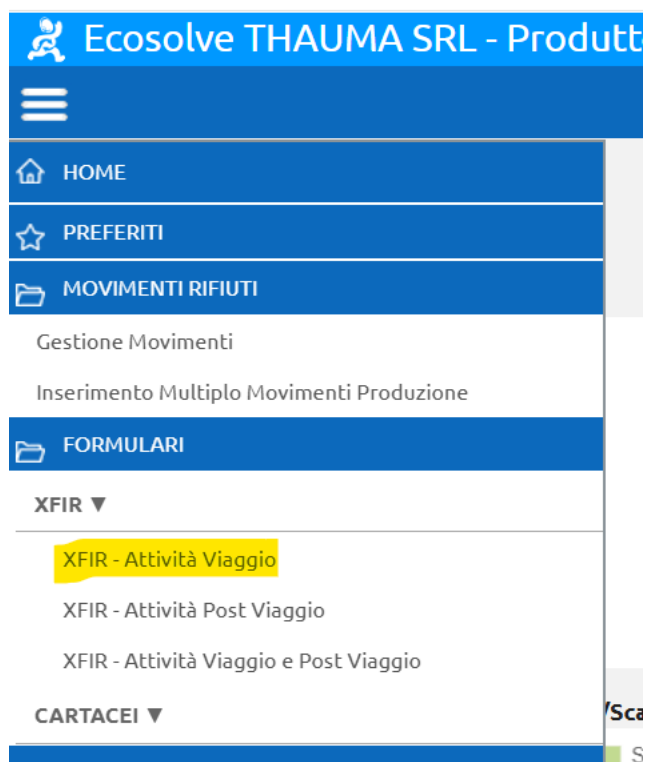 Ecosolve THAUMA SRL - Produtt
HOME
PREFERITI
MOVIMENTI RIFIUTI
Gestione Movimenti
Inserimento Multiplo Movimenti Produzione
FORMULARI
XFIR ▼
XFIR - Attività Viaggio
XFIR - Attività Post Viaggio
XFIR - Attività Viaggio e Post Viaggio
CARTACEI ▼
/Sca
S